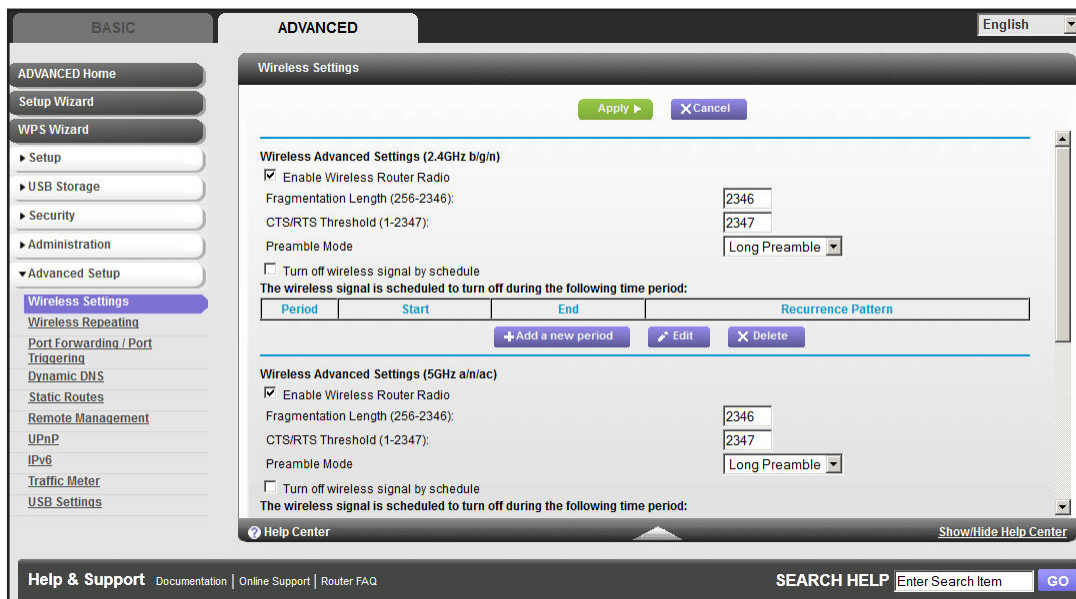 BASIC
ADVANCED
English
ADVANCED Home
Setup Wizard
WPS Wizard
Setup
USB Storage
Security
Administration
Advanced Setup
Wireless Settings
Wireless Repeating
Port Forwarding / Port
Triggering
Dynamic DNS
Static Routes
Remote Management
UPnP
IPv6
Traffic Meter
USB Settings
Wireless Settings
Apply
Cancel
Wireless Advanced Settings (2.4GHz b/g/n)
Enable Wireless Router Radio
Fragmentation Length (256-2346): 2346
CTS/RTS Threshold (1-2347): 2347
Preamble Mode Long Preamble
Turn off wireless signal by schedule
The wireless signal is scheduled to turn off during the following time period:
Period Start End Recurrence Pattern
Add a new period Edit Delete
Wireless Advanced Settings (5GHz a/n/ac)
Enable Wireless Router Radio
Fragmentation Length (256-2346): 2346
CTS/RTS Threshold (1-2347): 2347
Preamble Mode Long Preamble
Turn off wireless signal by schedule
The wireless signal is scheduled to turn off during the following time period:
Help Center Show/Hide Help Center
Help & Support Documentation | Online Support | Router FAQ SEARCH HELP Enter Search Item GO